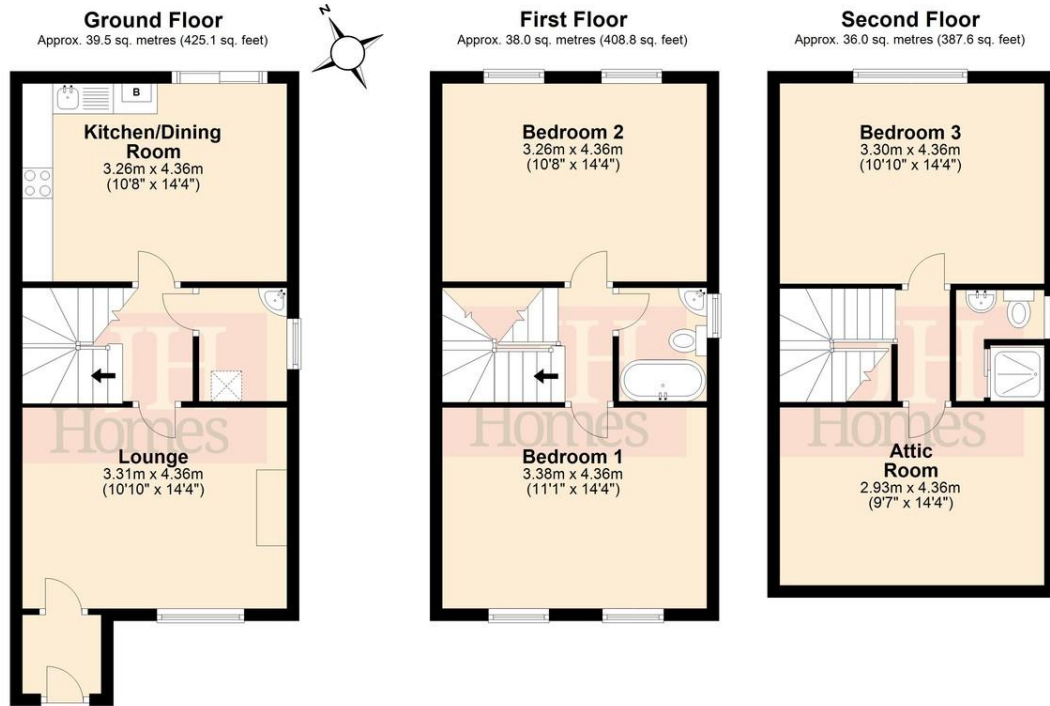 Ground Floor
Approx. 39.5 sq. metres (425.1 sq. feet)
N
B
Kitchen/Dining
Room
3.26m x 4.36m
(10'8" x 14'4")
JH
Homes
Lounge
3.31m x 4.36m
(10'10" x 14'4")
First Floor
Approx. 38.0 sq. metres (408.8 sq. feet)
Bedroom 2
3.26m x 4.36m
(10'8" x 14'4")
JH
Homes
Bedroom 1
3.38m x 4.36m
(11'1" x 14'4")
Second Floor
Approx. 36.0 sq. metres (387.6 sq. feet)
Bedroom 3
3.30m x 4.36m
(10'10" x 14'4")
JH
Homes
Attic
Room
2.93m x 4.36m
(9'7" x 14'4")